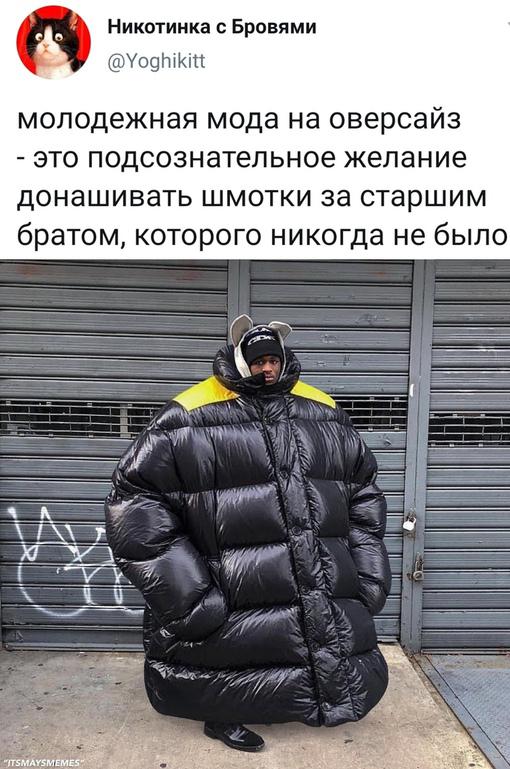 Никотинка с Бровями
@Yoghikitt
молодежная мода на оверсайз
- это подсознательное желание
донашивать шмотки за старшим
братом, которого никогда не было
"ITSMAYSMEMES"